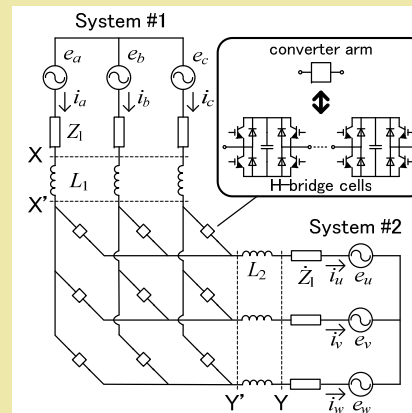 System #1
e_a e_b e_c
i_a i_b i_c
Z_1
X
L_1
X'
converter arm
H-bridge cells
System #2
L_2 Ż_1 i_u e_u
i_v e_v
i_w e_w
Y' Y